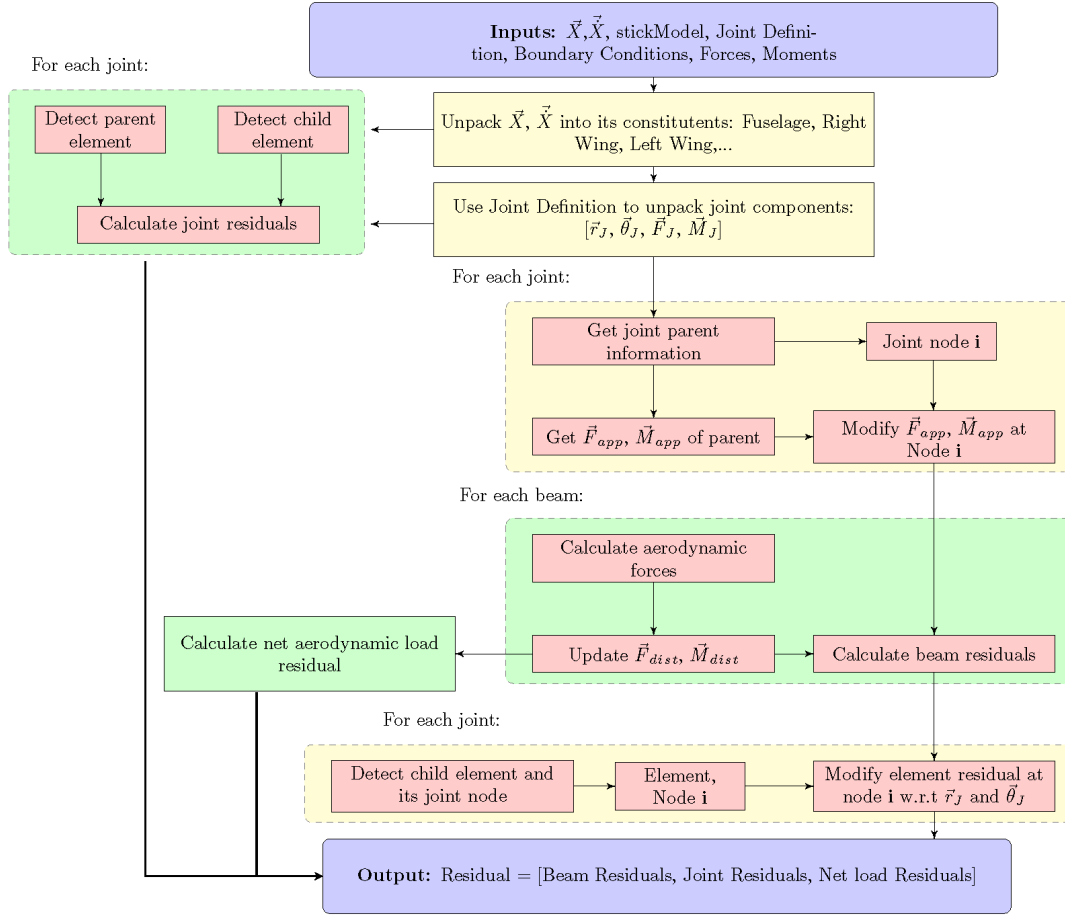 Inputs: $\vec{X}$,$\vec{\dot{X}}$, stickModel, Joint Defini-
tion, Boundary Conditions, Forces, Moments
For each joint:
Detect parent
element
Detect child
element
Calculate joint residuals
Unpack $\vec{X}$, $\vec{\dot{X}}$ into its constitutents: Fuselage, Right
Wing, Left Wing,...
Use Joint Definition to unpack joint components:
[$\vec{r}_J$, $\vec{\theta}_J$, $\vec{F}_J$, $\vec{M}_J$]
For each joint:
Get joint parent
information
Joint node i
Get $\vec{F}_{app}$, $\vec{M}_{app}$ of parent
Modify $\vec{F}_{app}$, $\vec{M}_{app}$ at
Node i
For each beam:
Calculate aerodynamic
forces
Update $\vec{F}_{dist}$, $\vec{M}_{dist}$
Calculate beam residuals
Calculate net aerodynamic load
residual
For each joint:
Detect child element and
its joint node
Element,
Node i
Modify element residual at
node i w.r.t $\vec{r}_J$ and $\vec{\theta}_J$
Output: Residual = [Beam Residuals, Joint Residuals, Net load Residuals]